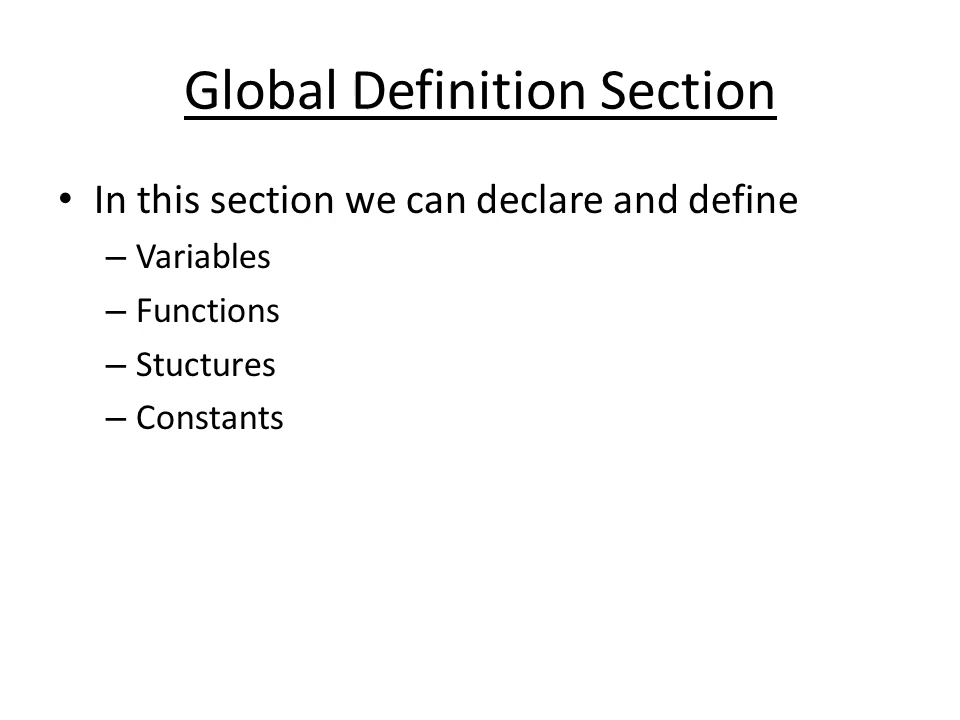 Global Definition Section
• In this section we can declare and define
– Variables
– Functions
– Stuctures
– Constants